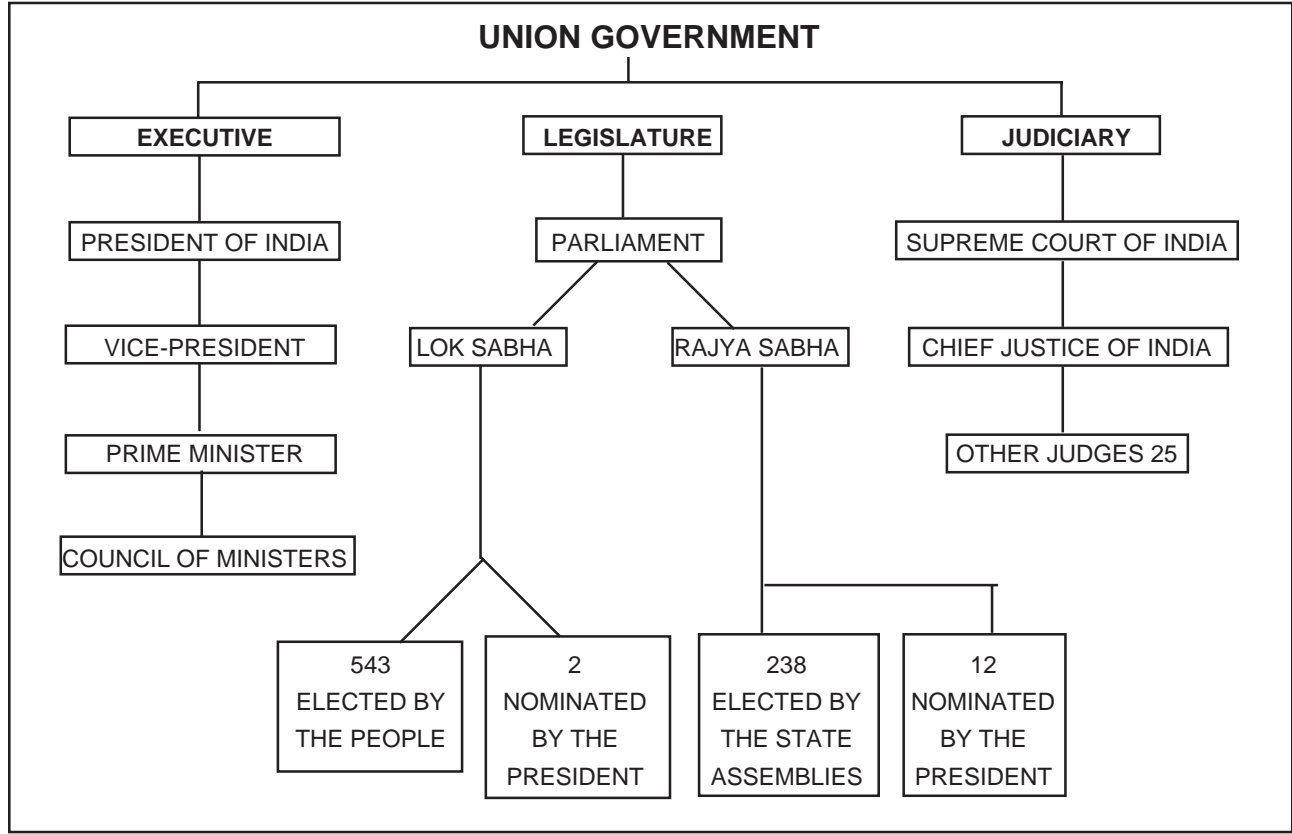 UNION GOVERNMENT
EXECUTIVE
LEGISLATURE
JUDICIARY
PRESIDENT OF INDIA
PARLIAMENT
SUPREME COURT OF INDIA
VICE-PRESIDENT
LOK SABHA
RAJYA SABHA
CHIEF JUSTICE OF INDIA
PRIME MINISTER
OTHER JUDGES 25
COUNCIL OF MINISTERS
543
ELECTED BY
THE PEOPLE
2
NOMINATED
BY THE
PRESIDENT
238
ELECTED BY
THE STATE
ASSEMBLIES
12
NOMINATED
BY THE
PRESIDENT